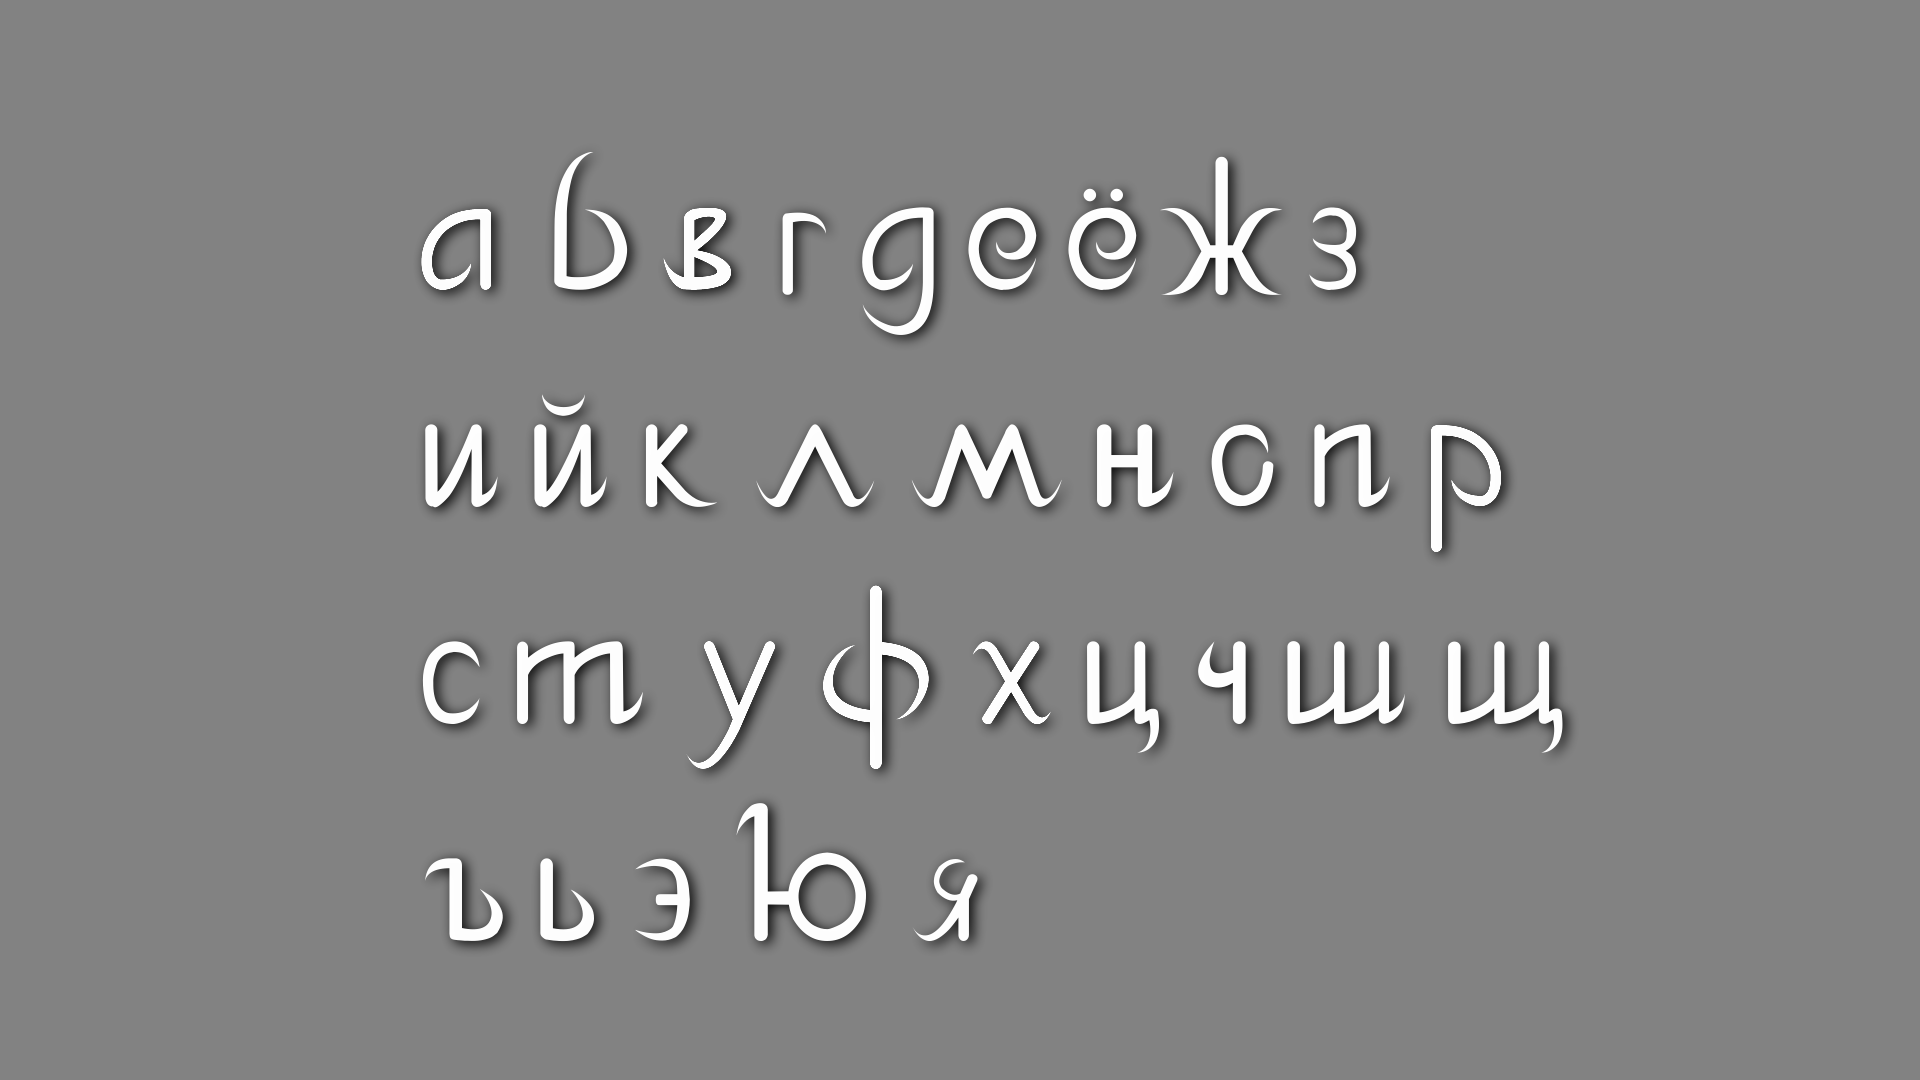 а б в г д е ё ж з
и й к л м н о п р
с т у ф х ц ч ш щ
ъ ь э ю я